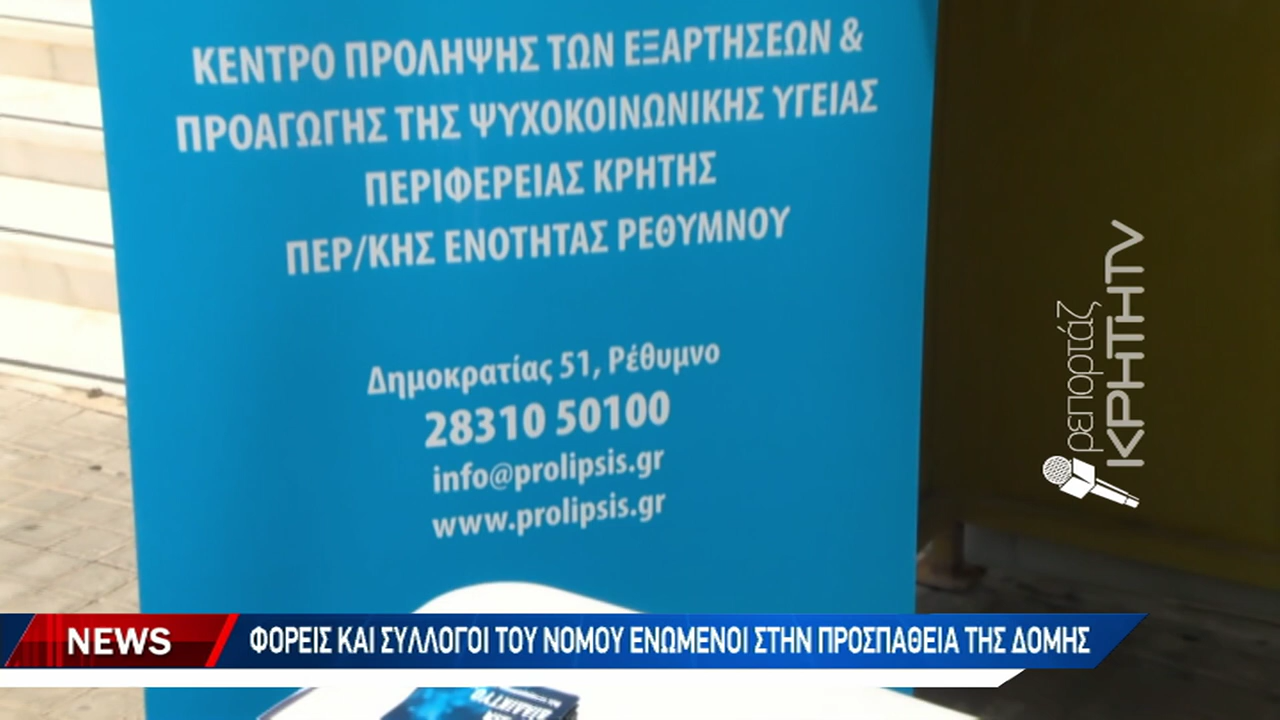 ΚΕΝΤΡΟ ΠΡΟΛΗΨΗΣ ΤΩΝ ΕΞΑΡΤΗΣΕΩΝ &
ΠΡΟΑΓΩΓΗΣ ΤΗΣ ΨΥΧΟΚΟΙΝΩΝΙΚΗΣ ΥΓΕΙΑΣ
ΠΕΡΙΦΕΡΕΙΑΣ ΚΡΗΤΗΣ
ΠΕΡ/ΚΗΣ ΕΝΟΤΗΤΑΣ ΡΕΘΥΜΝΟΥ
Δημοκρατίας 51, Ρέθυμνο
28310 50100
info@prolipsis.gr
www.prolipsis.gr
ρεπορτάζ
ΚΡΗΤΗTV
NEWS
ΦΟΡΕΙΣ ΚΑΙ ΣΥΛΛΟΓΟΙ ΤΟΥ ΝΟΜΟΥ ΕΝΩΜΕΝΟΙ ΣΤΗΝ ΠΡΟΣΠΑΘΕΙΑ ΤΗΣ ΔΟΜΗΣ
ΔΙΑΔΙΚΤΥΟ